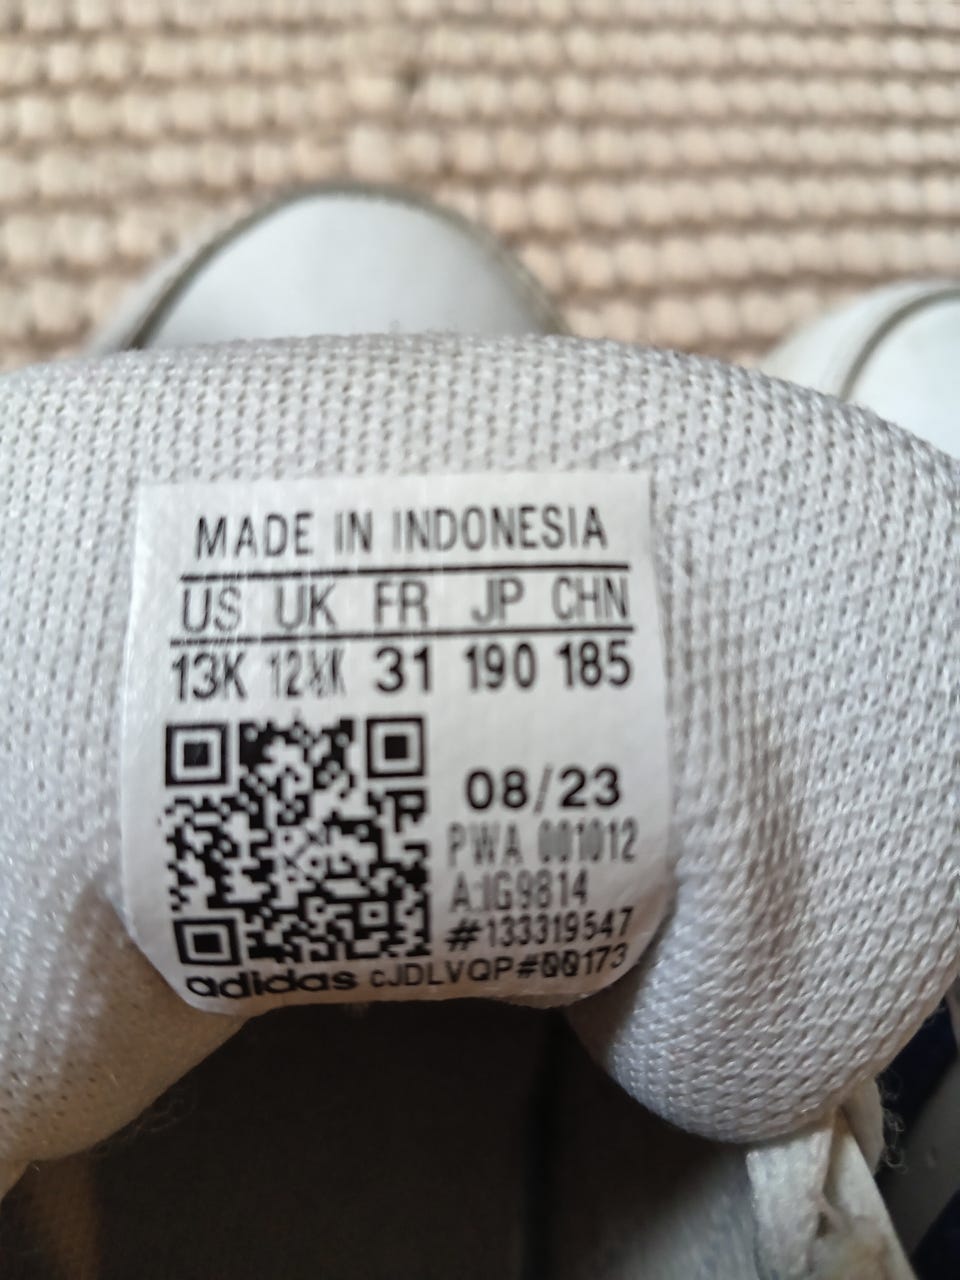 MADE IN INDONESIA
US UK FR JP CHN
13K 12½K 31 190 185
08/23
PWA 001012
A:IG9814
#133319547
adidas cJDLVQP#00173